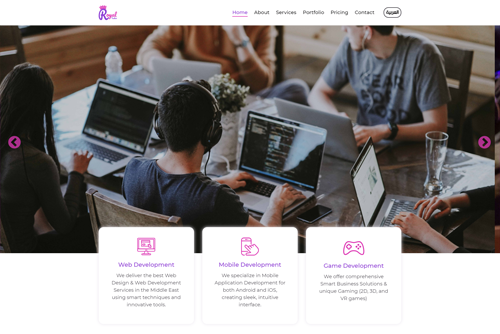 Royal
Home About Services Portfolio Pricing Contact العربية
Web Development
We deliver the best Web
Design & Web Development
Services in the Middle East
using smart techniques and
innovative tools.
Mobile Development
We specialize in Mobile
Application Development for
both Android and iOS,
creating sleek, intuitive
interface.
Game Development
We offer comprehensive
Smart Business Solutions &
unique Gaming (2D, 3D, and
VR games)